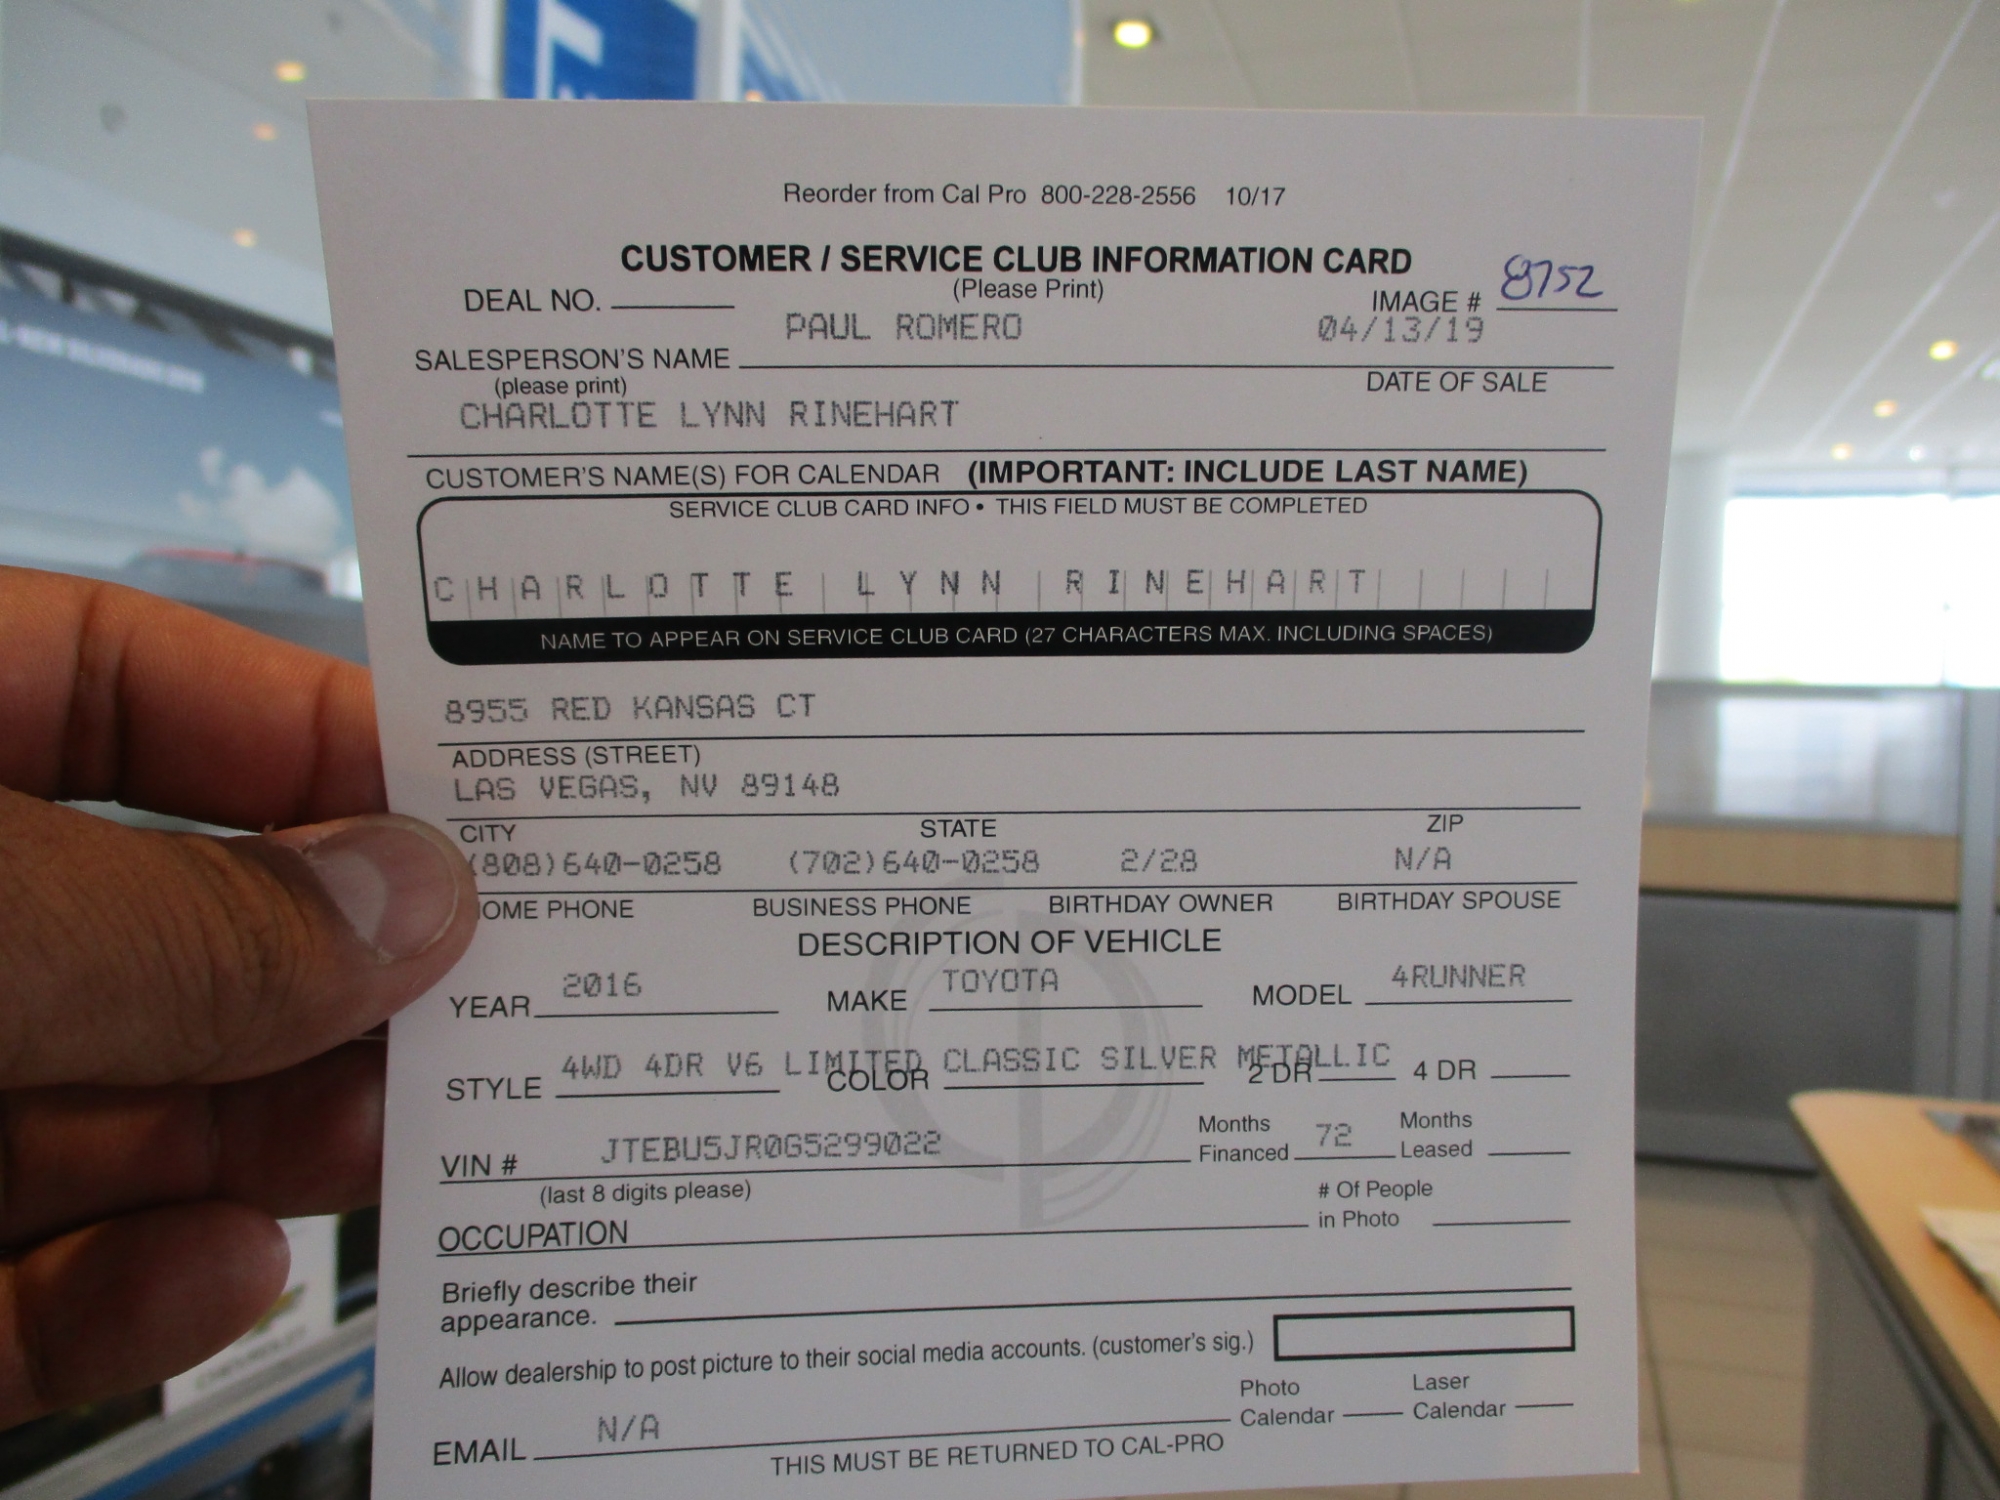 Reorder from Cal Pro 800-228-2556 10/17
CUSTOMER / SERVICE CLUB INFORMATION CARD
(Please Print)
DEAL NO. IMAGE # 8752
PAUL ROMERO 04/13/19
SALESPERSON'S NAME
(please print) DATE OF SALE
CHARLOTTE LYNN RINEHART
CUSTOMER'S NAME(S) FOR CALENDAR (IMPORTANT: INCLUDE LAST NAME)
SERVICE CLUB CARD INFO • THIS FIELD MUST BE COMPLETED
CHARLOTTE LYNN RINEHART
NAME TO APPEAR ON SERVICE CLUB CARD (27 CHARACTERS MAX. INCLUDING SPACES)
8955 RED KANSAS CT
ADDRESS (STREET)
LAS VEGAS, NV 89148
CITY STATE ZIP
(808)640-0258 (702)640-0258 2/28 N/A
OME PHONE BUSINESS PHONE BIRTHDAY OWNER BIRTHDAY SPOUSE
DESCRIPTION OF VEHICLE
YEAR 2016 MAKE TOYOTA MODEL 4RUNNER
4WD 4DR V6 LIMITED CLASSIC SILVER METALLIC
STYLE COLOR 2 DR 4 DR
VIN # JTEBU5JR0G5299022 Months Financed 72 Months Leased
(last 8 digits please)
OCCUPATION # Of People in Photo
Briefly describe their
appearance.
Allow dealership to post picture to their social media accounts. (customer's sig.)
EMAIL N/A Photo Calendar Laser Calendar
THIS MUST BE RETURNED TO CAL-PRO